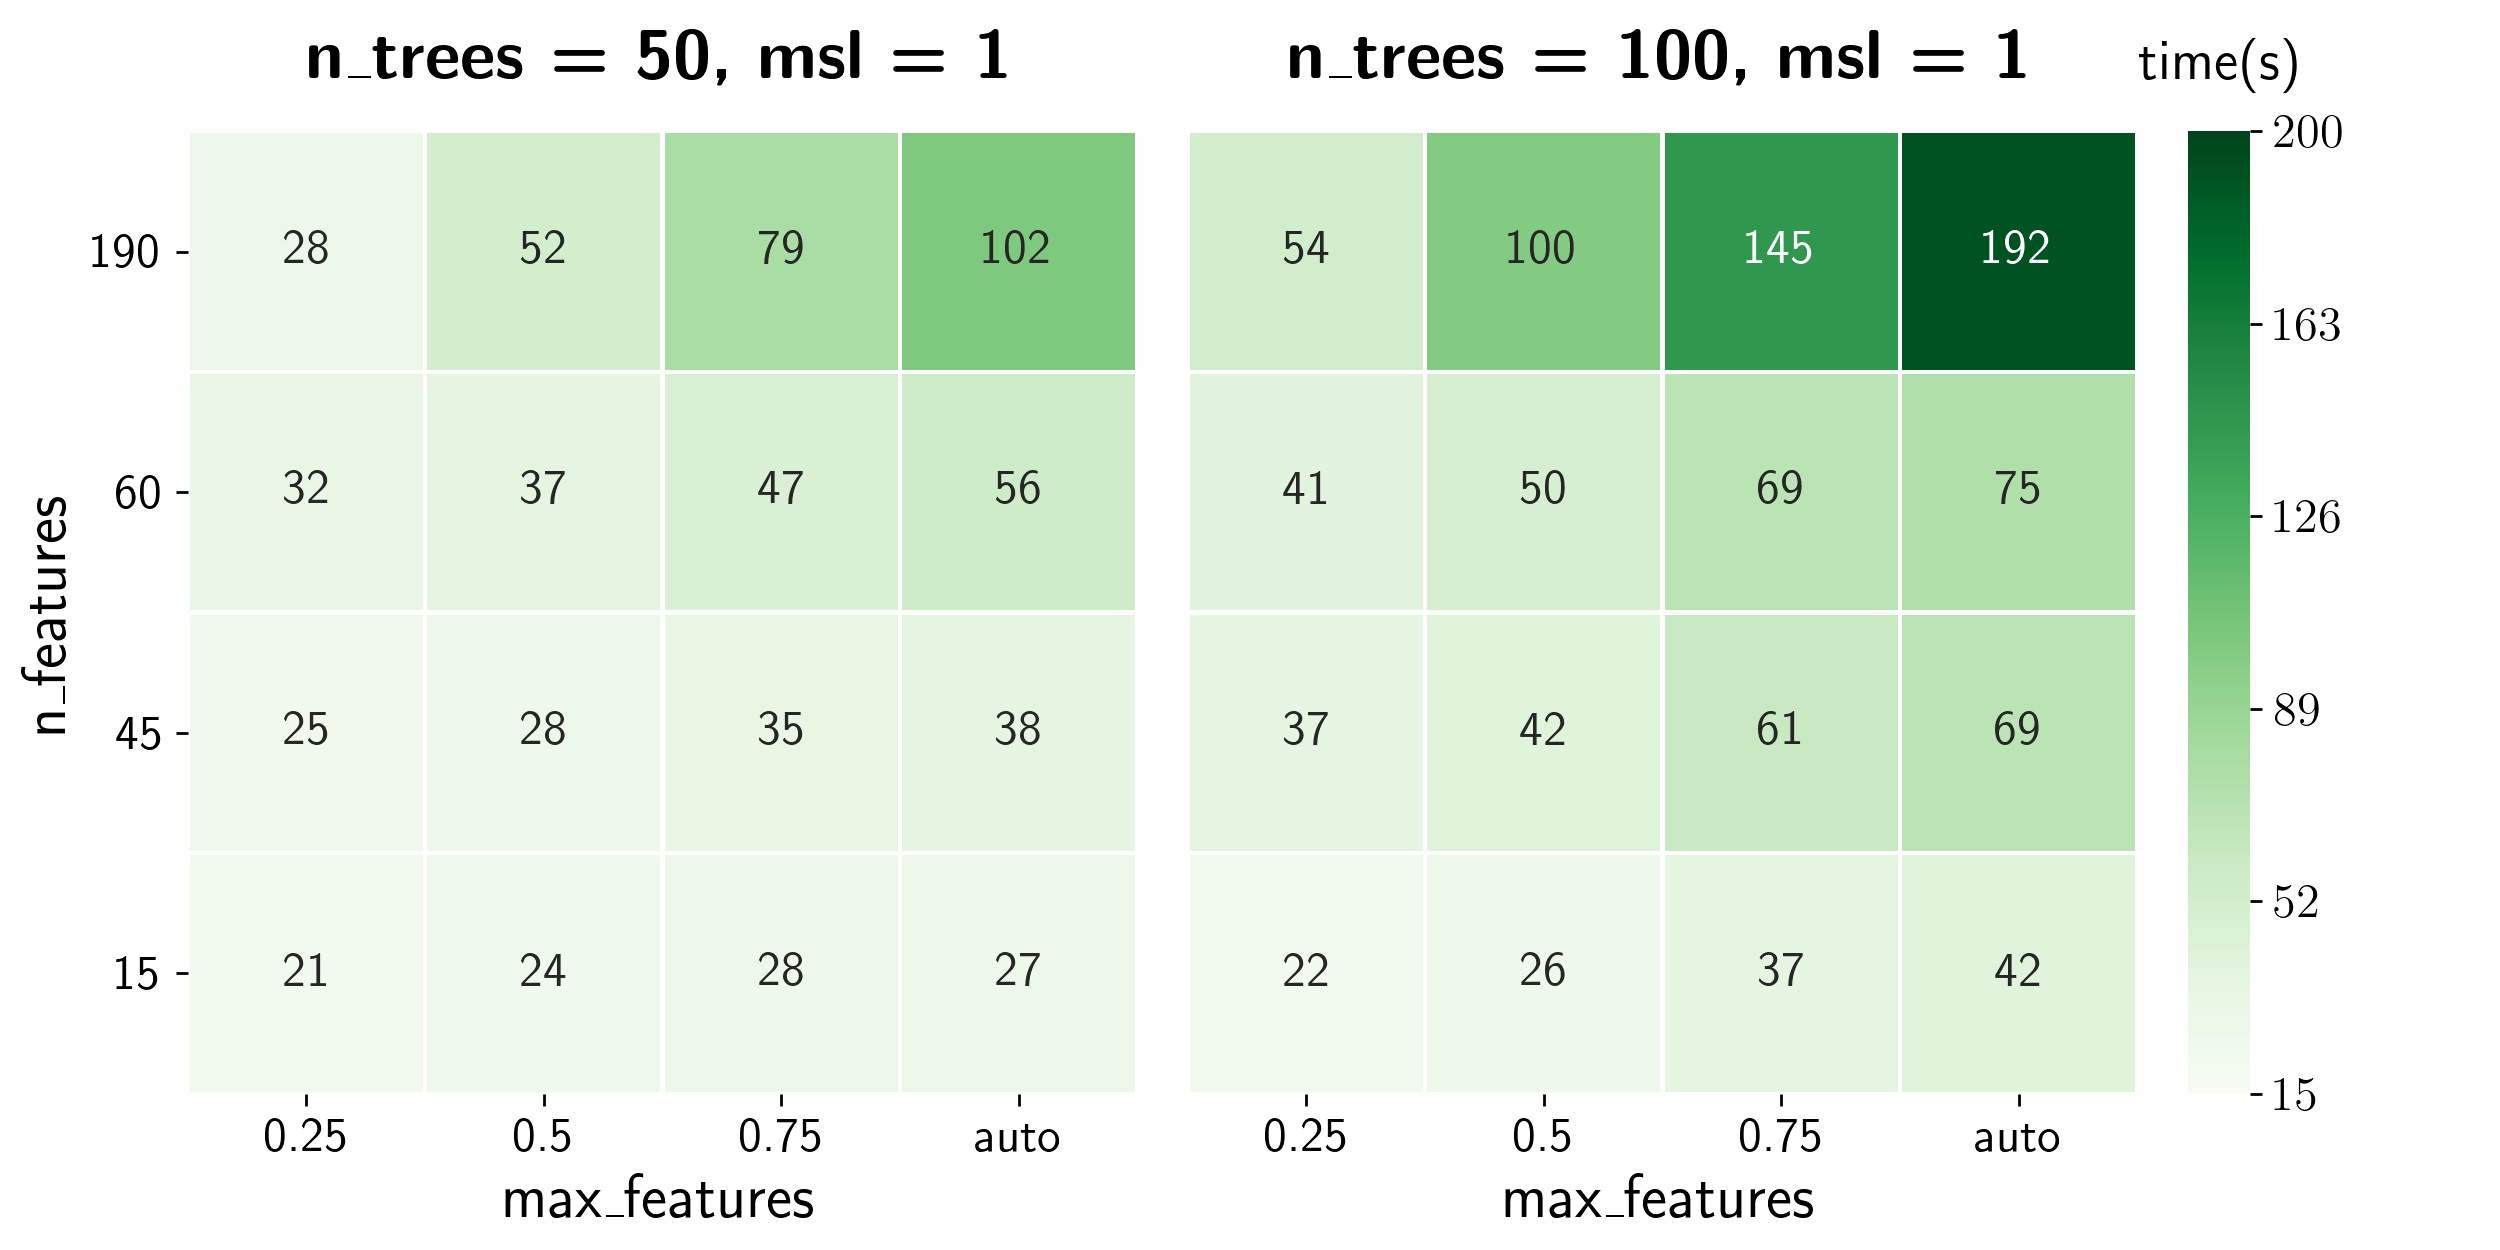 n_trees = 50, msl = 1
n_trees = 100, msl = 1
time(s)
n_features
190
28 52 79 102
54 100 145 192
60
32 37 47 56
41 50 69 75
45
25 28 35 38
37 42 61 69
15
21 24 28 27
22 26 37 42
0.25 0.5 0.75 auto
0.25 0.5 0.75 auto
max_features
max_features
200
163
126
89
52
15